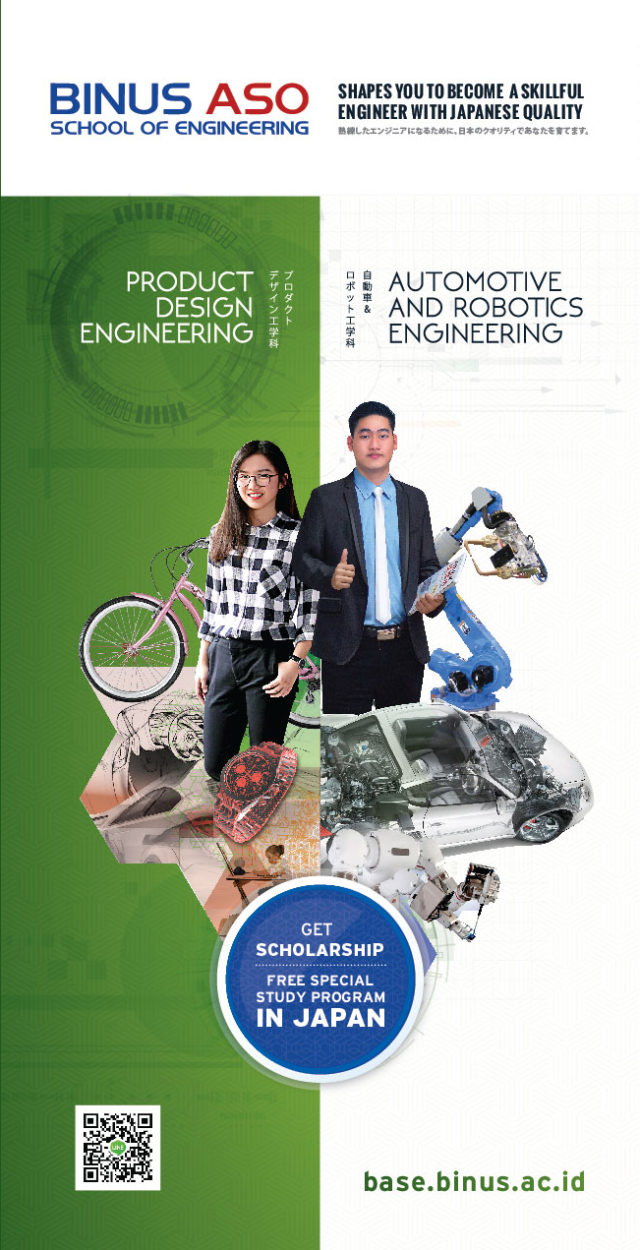 BINUS ASO
SCHOOL OF ENGINEERING
SHAPES YOU TO BECOME A SKILLFUL
ENGINEER WITH JAPANESE QUALITY
熟練したエンジニアになるために、日本のクオリティであなたを育てます。
PRODUCT
DESIGN
ENGINEERING
プロダクト
デザイン工学科
自動車&
ロボット工学科
AUTOMOTIVE
AND ROBOTICS
ENGINEERING
GET
SCHOLARSHIP
FREE SPECIAL
STUDY PROGRAM
IN JAPAN
LINE
base.binus.ac.id